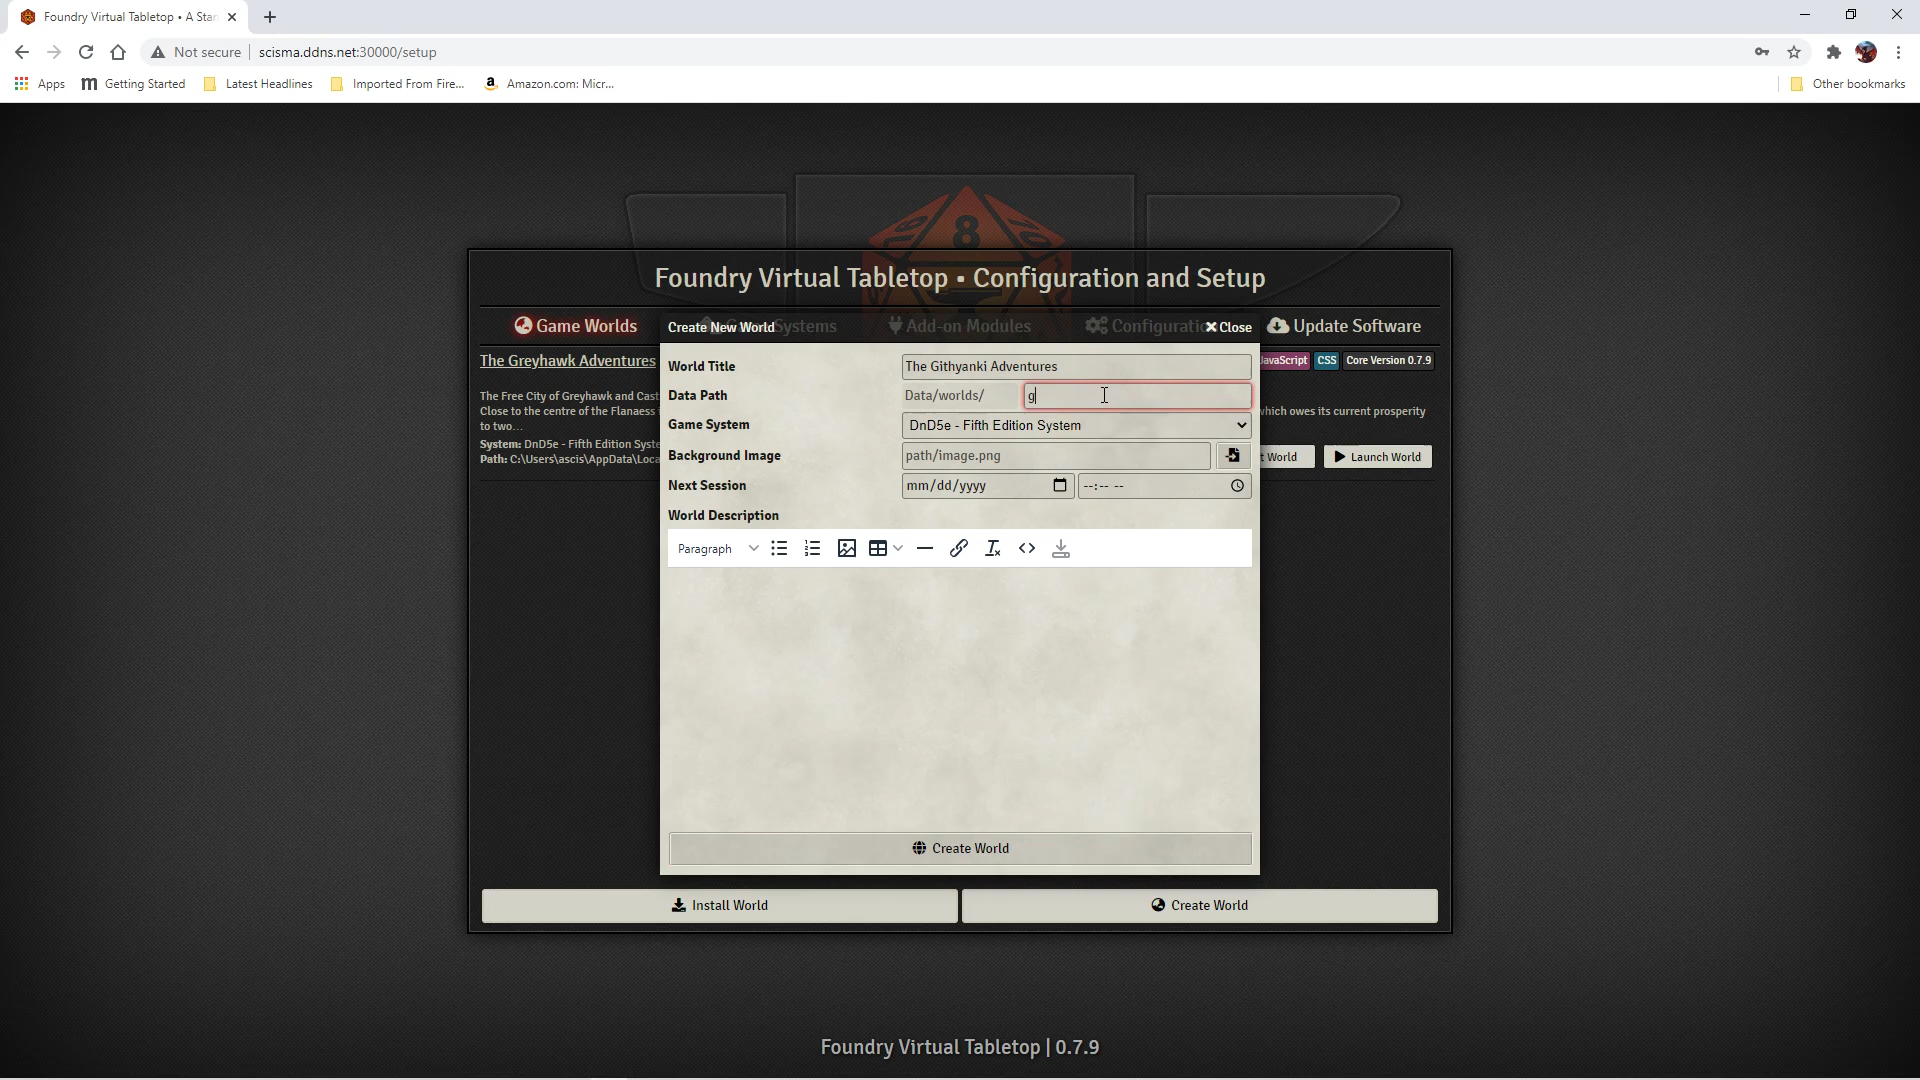 Foundry Virtual Tabletop • A Stan
Not secure scisma.ddns.net:30000/setup
Apps Getting Started Latest Headlines Imported From Fire... Amazon.com: Micr... Other bookmarks
8
Foundry Virtual Tabletop • Configuration and Setup
Game Worlds Systems Add-on Modules Configuratio Update Software
Create New World Close
The Greyhawk Adventures JavaScript CSS Core Version 0.7.9
World Title The Githyanki Adventures
The Free City of Greyhawk and Cast
Data Path Data/worlds/ g
Close to the centre of the Flanaess which owes its current prosperity
to two...
Game System DnD5e - Fifth Edition System
System: DnD5e - Fifth Edition Syste
Path: C:\Users\ascis\AppData\Loca
Background Image path/image.png
t World Launch World
Next Session mm/dd/yyyy --:-- --
World Description
Paragraph
Create World
Install World Create World
Foundry Virtual Tabletop | 0.7.9